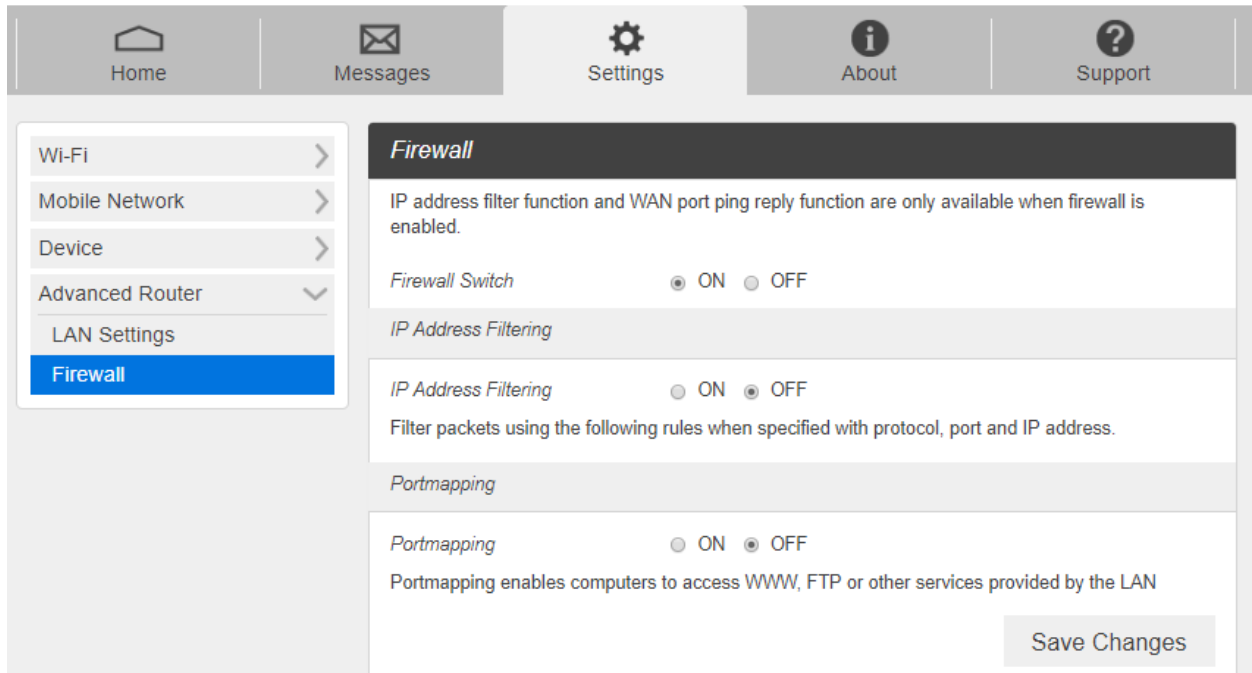 Home
Messages
Settings
About
Support
Wi-Fi
Mobile Network
Device
Advanced Router
LAN Settings
Firewall
Firewall
IP address filter function and WAN port ping reply function are only available when firewall is
enabled.
Firewall Switch ON OFF
IP Address Filtering
IP Address Filtering ON OFF
Filter packets using the following rules when specified with protocol, port and IP address.
Portmapping
Portmapping ON OFF
Portmapping enables computers to access WWW, FTP or other services provided by the LAN
Save Changes